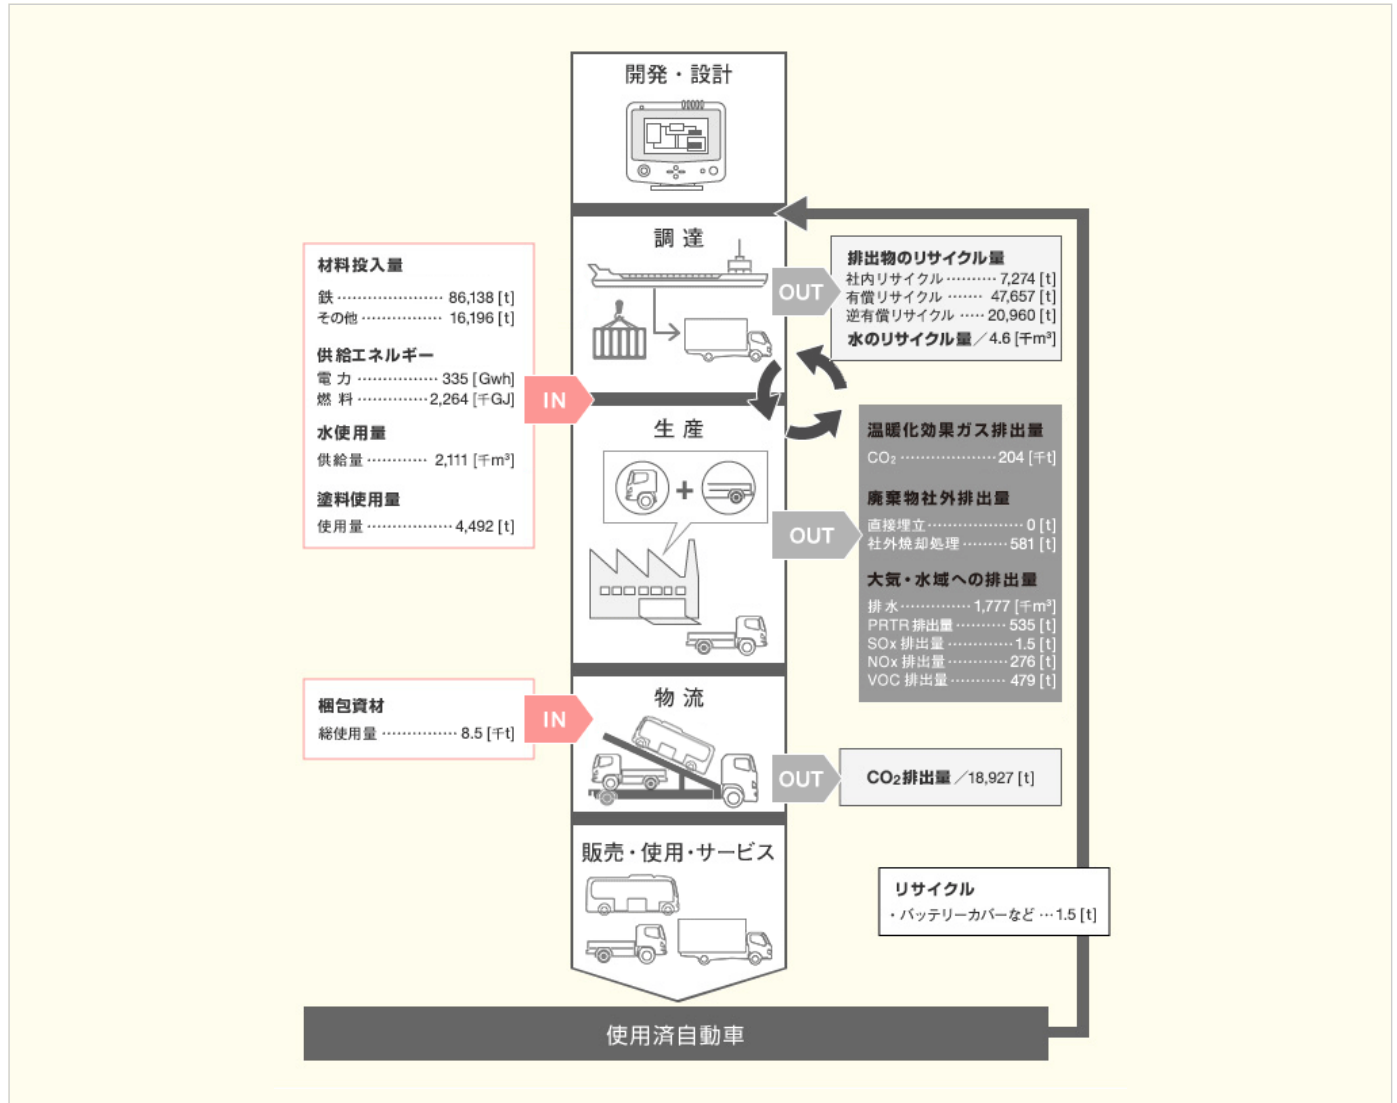 開発・設計
調達
材料投入量
鉄 ………………… 86,138 [t]
その他 …………… 16,196 [t]
供給エネルギー
電力 …………… 335 [Gwh]
燃料 ………… 2,264 [千GJ]
水使用量
供給量 ………… 2,111 [千m³]
塗料使用量
使用量 …………… 4,492 [t]
IN
OUT
排出物のリサイクル量
社内リサイクル ………… 7,274 [t]
有償リサイクル ……… 47,657 [t]
逆有償リサイクル …… 20,960 [t]
水のリサイクル量/4.6 [千m³]
生産
OUT
温暖化効果ガス排出量
CO₂ ………………… 204 [千t]
廃棄物社外排出量
直接埋立 ………………… 0 [t]
社外焼却処理 ……… 581 [t]
大気・水域への排出量
排水 ………… 1,777 [千m³]
PRTR 排出量 ………… 535 [t]
SOx 排出量 ………… 1.5 [t]
NOx 排出量 ………… 276 [t]
VOC 排出量 ………… 479 [t]
梱包資材
総使用量 …………… 8.5 [千t]
IN
物流
OUT
CO₂排出量/18,927 [t]
販売・使用・サービス
リサイクル
・バッテリーカバーなど … 1.5 [t]
使用済自動車